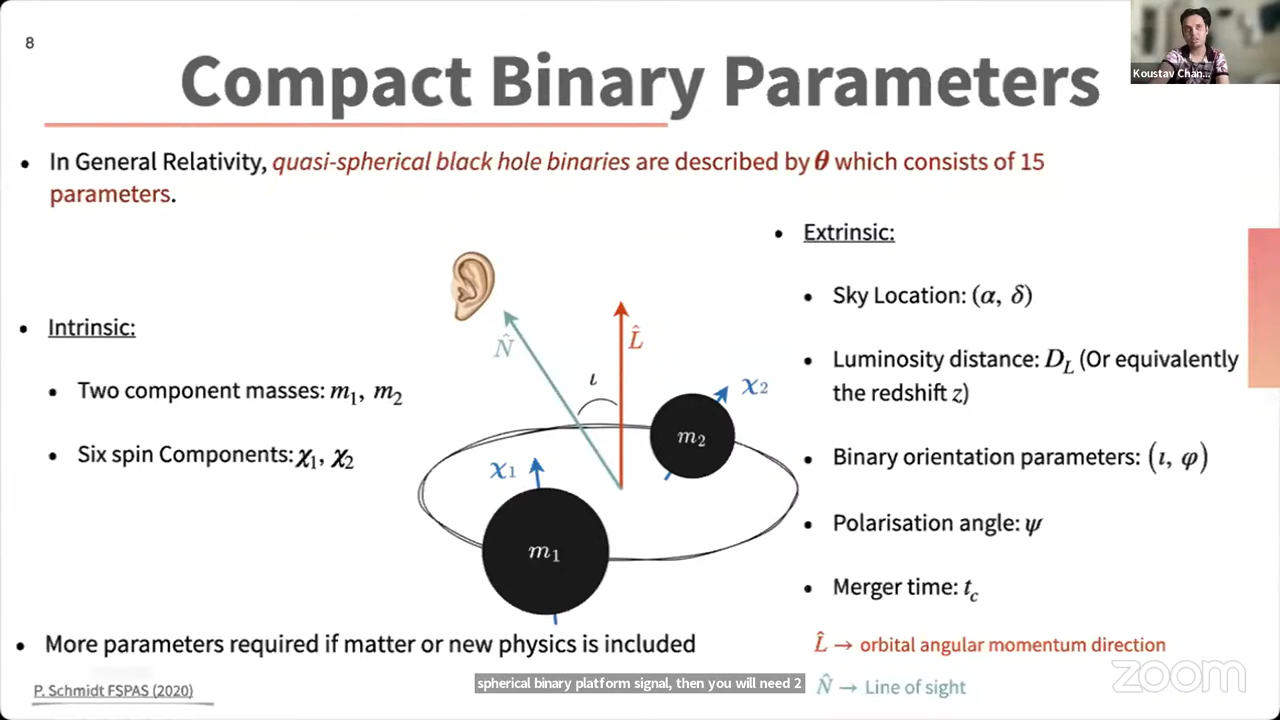 8
Koustav Chan...
Compact Binary Parameters
• In General Relativity, quasi-spherical black hole binaries are described by θ which consists of 15
parameters.
• Intrinsic:
• Two component masses: m₁, m₂
• Six spin Components: χ₁, χ₂
N̂
L̂
ι
χ₂
m₂
χ₁
m₁
• Extrinsic:
• Sky Location: (α, δ)
• Luminosity distance: D_L (Or equivalently
the redshift z)
• Binary orientation parameters: (ι, φ)
• Polarisation angle: ψ
• Merger time: t_c
• More parameters required if matter or new physics is included
L̂ → orbital angular momentum direction
N̂ → Line of sight
P. Schmidt FSPAS (2020)
spherical binary platform signal, then you will need 2
zoom